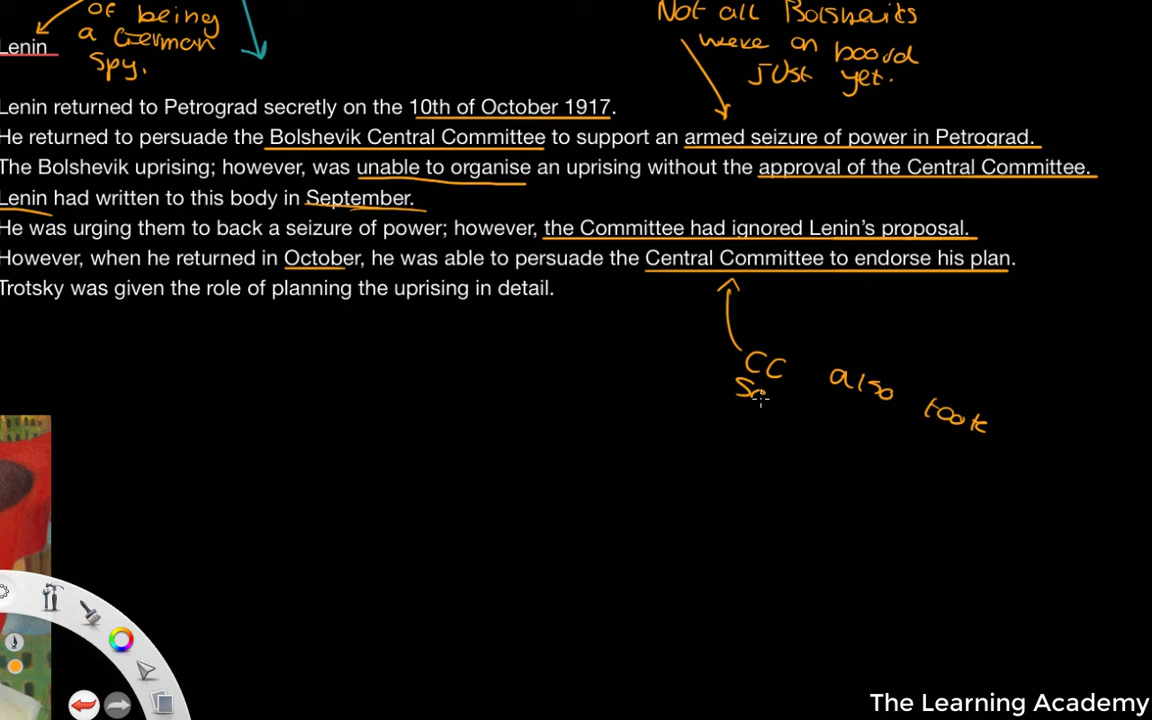 of being
a German
spy.
Lenin
Not all Bolsheviks
were on board
Just yet.
Lenin returned to Petrograd secretly on the 10th of October 1917.
He returned to persuade the Bolshevik Central Committee to support an armed seizure of power in Petrograd.
The Bolshevik uprising; however, was unable to organise an uprising without the approval of the Central Committee.
Lenin had written to this body in September.
He was urging them to back a seizure of power; however, the Committee had ignored Lenin's proposal.
However, when he returned in October, he was able to persuade the Central Committee to endorse his plan.
Trotsky was given the role of planning the uprising in detail.
CC also took
So
The Learning Academy